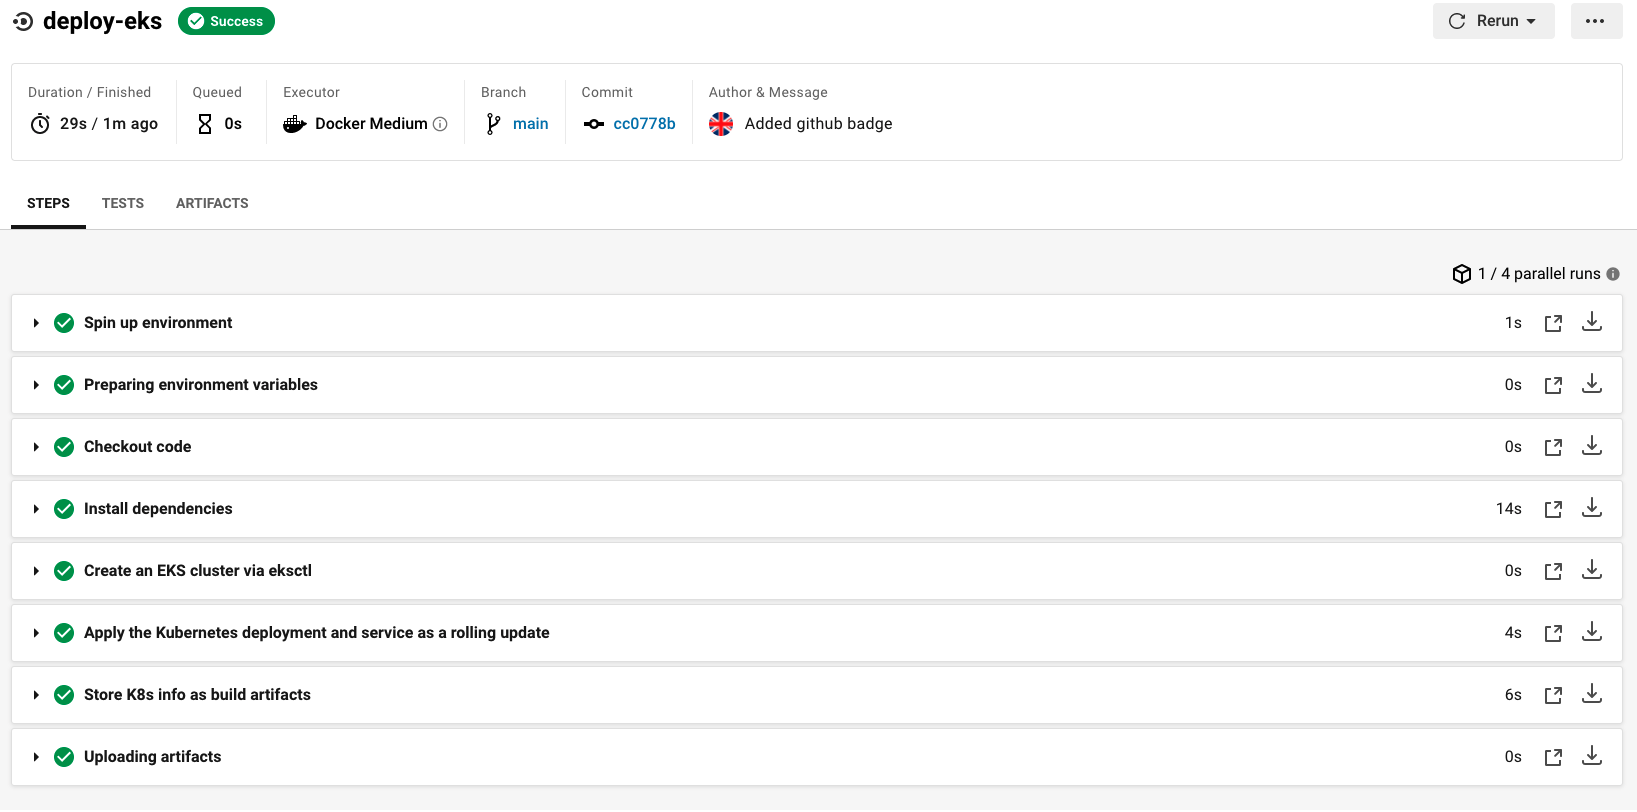 deploy-eks Success Rerun
Duration / Finished Queued Executor Branch Commit Author & Message
29s / 1m ago 0s Docker Medium main cc0778b Added github badge
STEPS TESTS ARTIFACTS
1 / 4 parallel runs
Spin up environment 1s
Preparing environment variables 0s
Checkout code 0s
Install dependencies 14s
Create an EKS cluster via eksctl 0s
Apply the Kubernetes deployment and service as a rolling update 4s
Store K8s info as build artifacts 6s
Uploading artifacts 0s